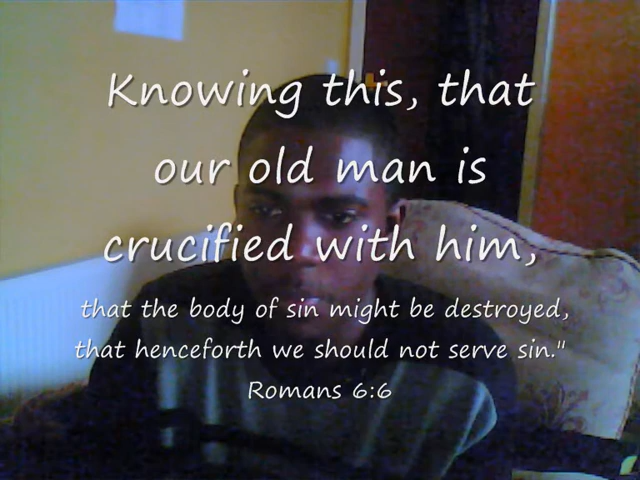 Knowing this, that
our old man is
crucified with him,
that the body of sin might be destroyed,
that henceforth we should not serve sin."
Romans 6:6